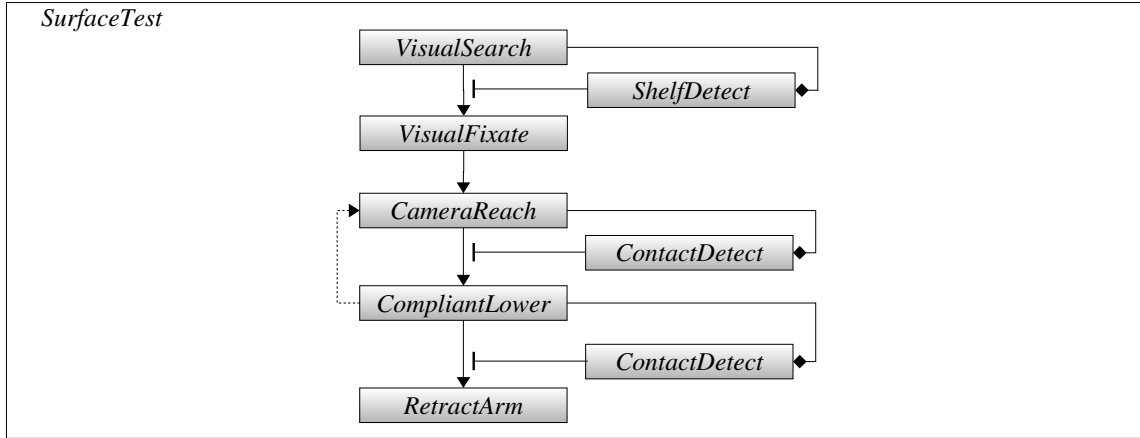 SurfaceTest
VisualSearch
ShelfDetect
VisualFixate
CameraReach
ContactDetect
CompliantLower
ContactDetect
RetractArm